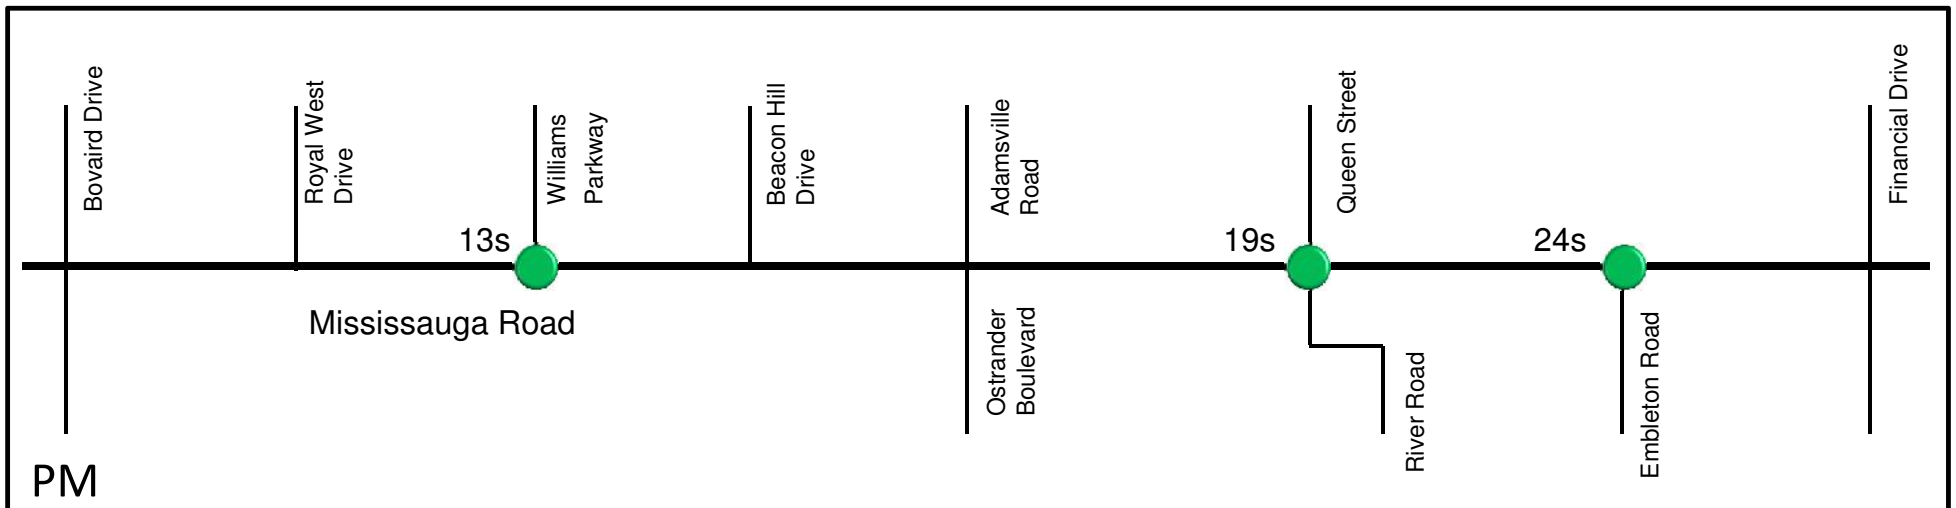 Bovaird Drive
Royal West
Drive
Williams
Parkway
Beacon Hill
Drive
Adamsville
Road
Queen Street
Financial Drive
13s
19s
24s
Mississauga Road
Ostrander
Boulevard
River Road
Embleton Road
PM